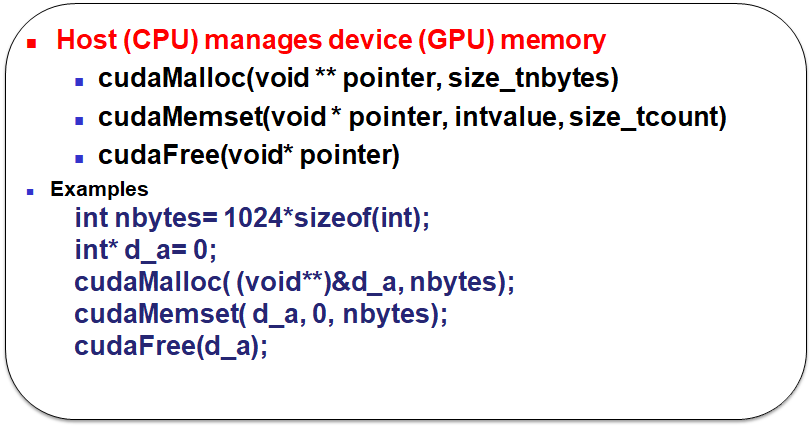 Host (CPU) manages device (GPU) memory
cudaMalloc(void ** pointer, size_tnbytes)
cudaMemset(void * pointer, intvalue, size_tcount)
cudaFree(void* pointer)
Examples
int nbytes= 1024*sizeof(int);
int* d_a= 0;
cudaMalloc( (void**)&d_a, nbytes);
cudaMemset( d_a, 0, nbytes);
cudaFree(d_a);